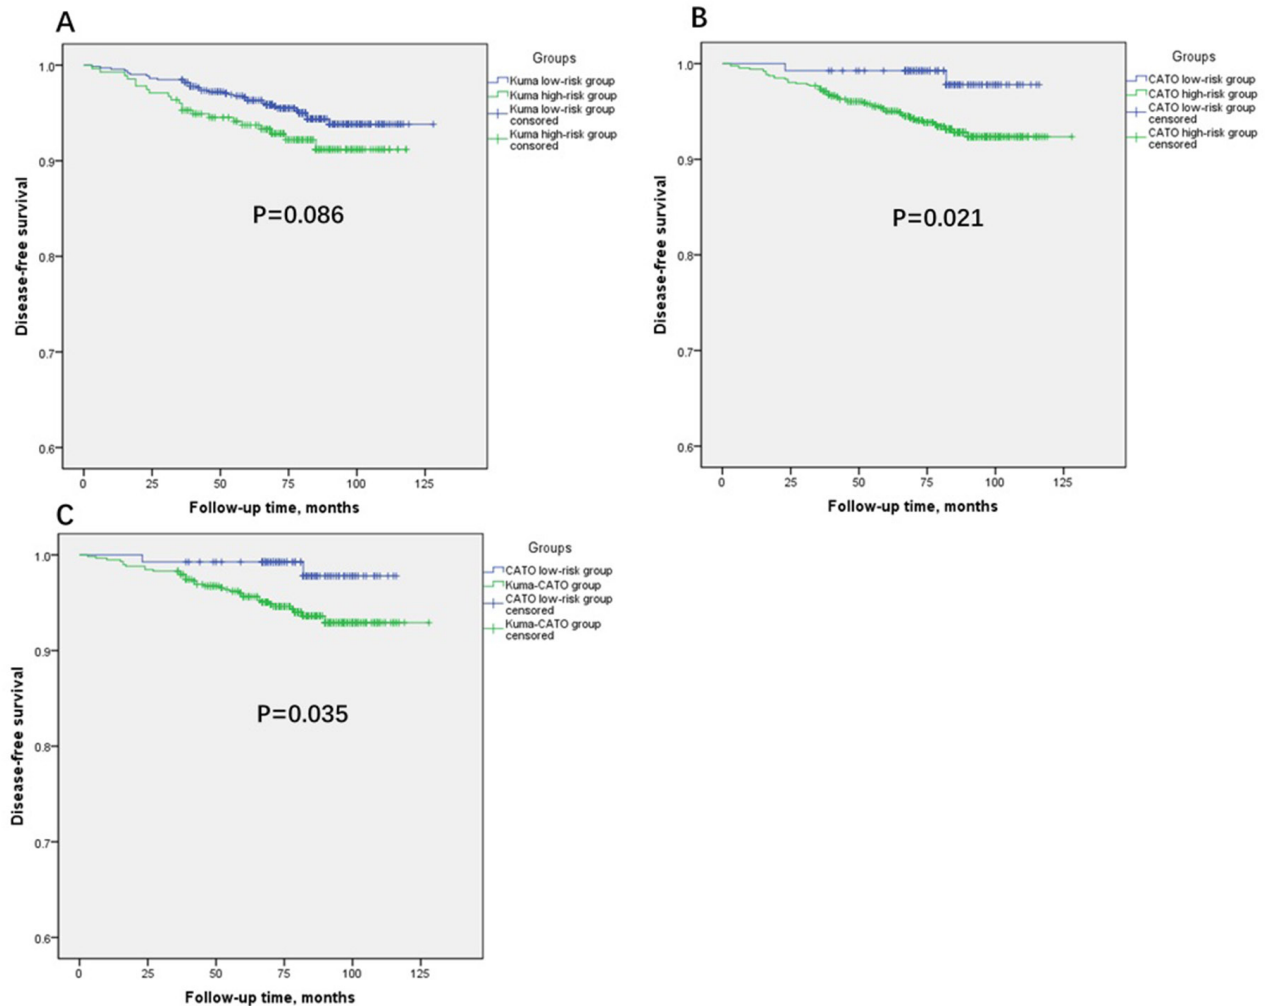 A
Groups
Kuma low-risk group
Kuma high-risk group
Kuma low-risk group
consored
Kuma high-risk group
consored
1.0
0.9
0.8
0.7
0.6
Disease-free survival
P=0.086
0 25 50 75 100 125
Follow-up time, months
B
Groups
CATO low-risk group
CATO high-risk group
CATO low-risk group
censored
CATO high-risk group
censored
1.0
0.9
0.8
0.7
0.6
Disease-free survival
P=0.021
0 25 50 75 100 125
Follow-up time, months
C
Groups
CATO low-risk group
Kuma-CATO group
CATO low-risk group
censored
Kuma-CATO group
censored
1.0
0.9
0.8
0.7
0.6
Disease-free survival
P=0.035
0 25 50 75 100 125
Follow-up time, months